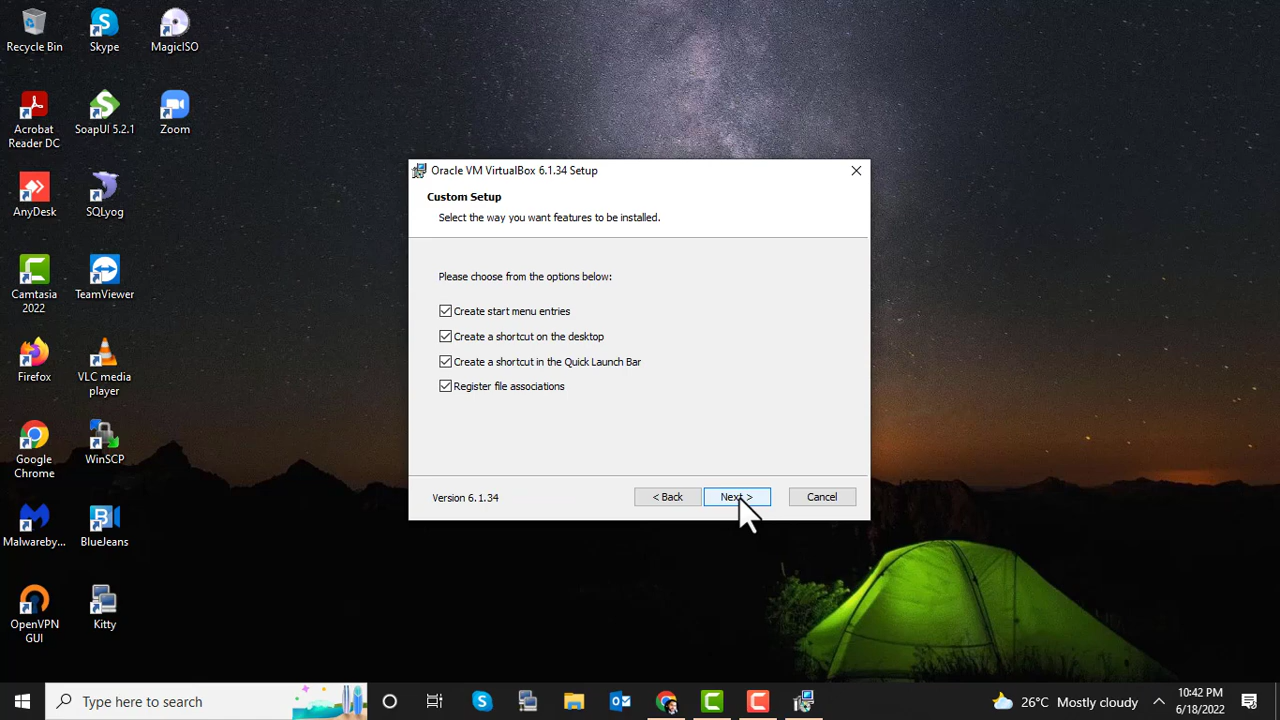 Recycle Bin
Skype
MagicISO
Acrobat
Reader DC
SoapUI 5.2.1
Zoom
AnyDesk
SQLyog
Camtasia
2022
TeamViewer
Firefox
VLC media
player
Google
Chrome
WinSCP
Malwareby...
BlueJeans
OpenVPN
GUI
Kitty
Oracle VM VirtualBox 6.1.34 Setup
Custom Setup
Select the way you want features to be installed.
Please choose from the options below:
Create start menu entries
Create a shortcut on the desktop
Create a shortcut in the Quick Launch Bar
Register file associations
Version 6.1.34
< Back
Next >
Cancel
Type here to search
26°C Mostly cloudy
10:42 PM
6/18/2022